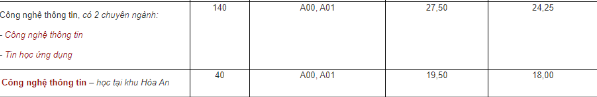 Công nghệ thông tin, có 2 chuyên ngành: 140 A00, A01 27,50 24,25
- Công nghệ thông tin
- Tin học ứng dụng
Công nghệ thông tin – học tại khu Hòa An 40 A00, A01 19,50 18,00